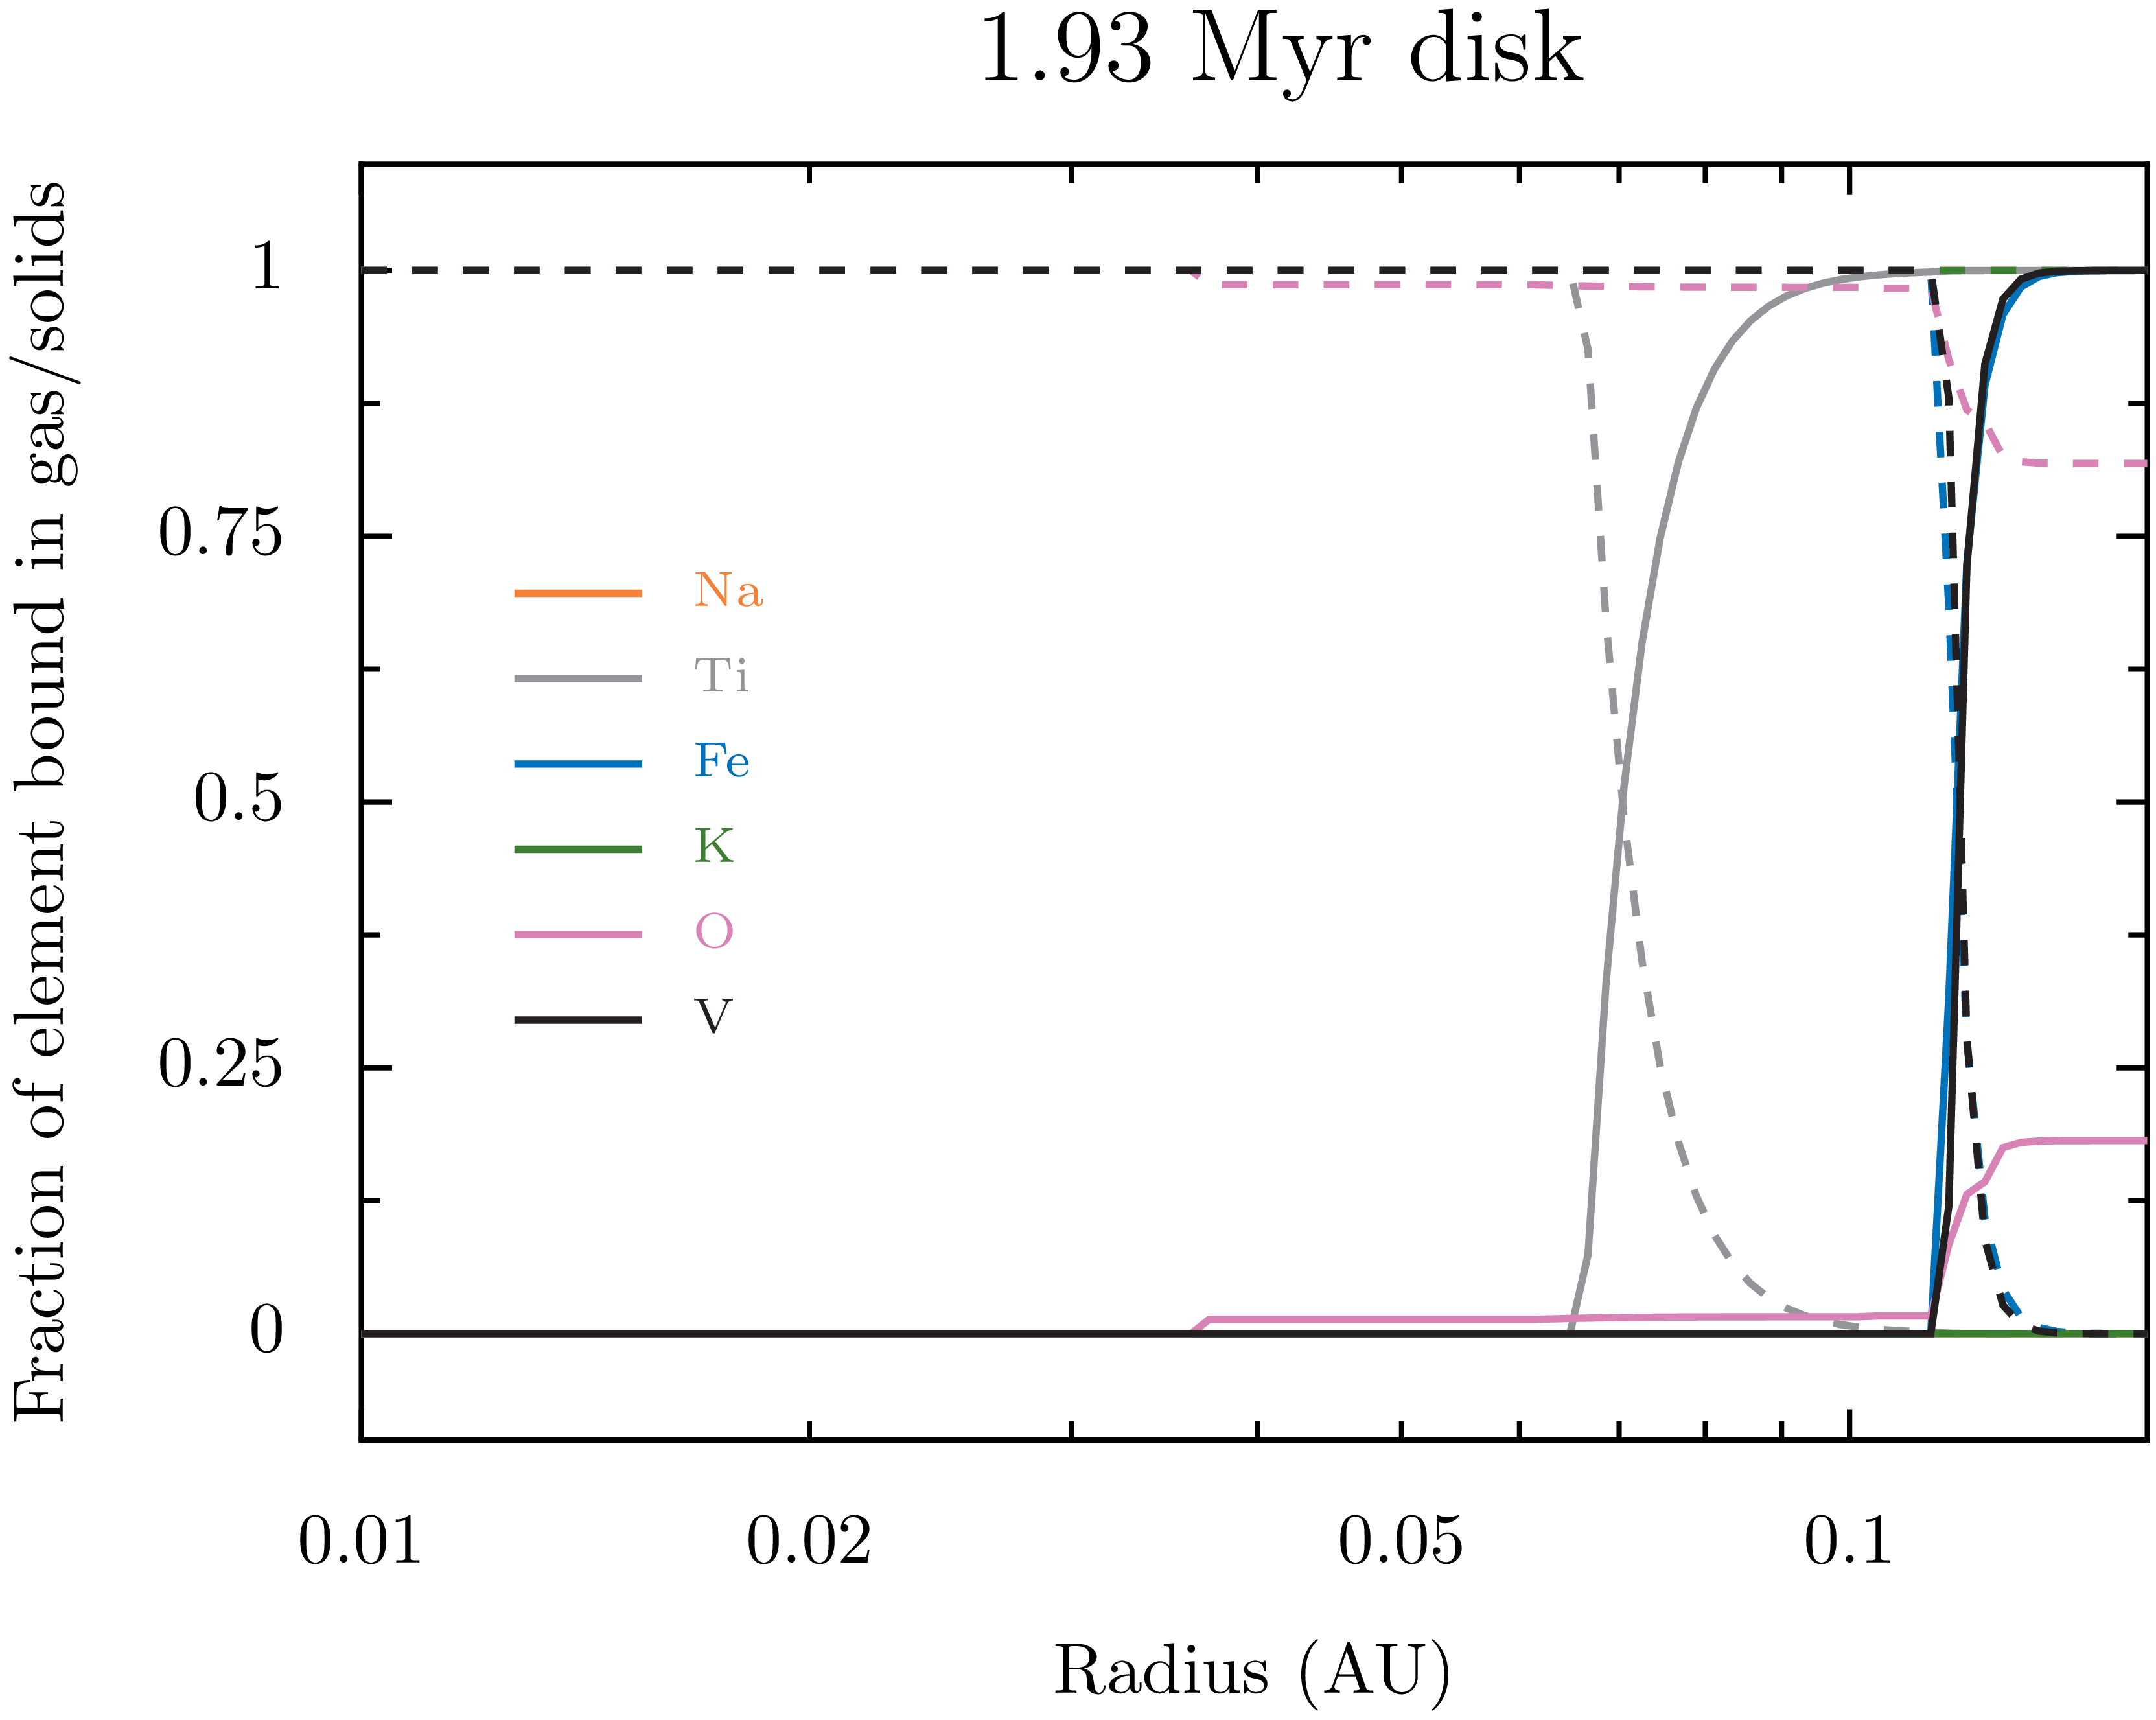 1.93 Myr disk
Fraction of element bound in gas/solids
1
0.75
0.5
0.25
0
Na
Ti
Fe
K
O
V
0.01 0.02 0.05 0.1
Radius (AU)